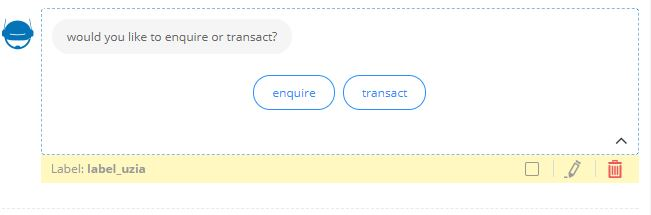 would you like to enquire or transact?
enquire transact
Label: label_uzia